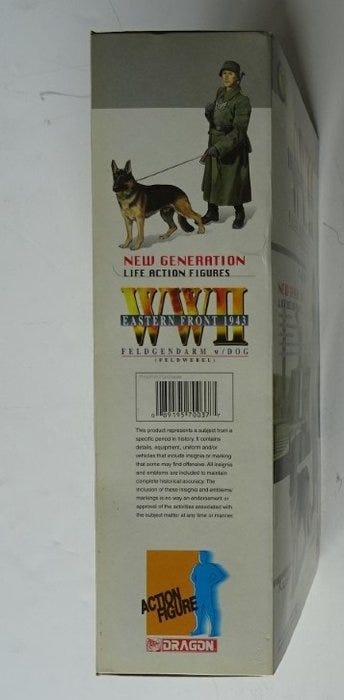 NEW GENERATION
LIFE ACTION FIGURES
WWII
EASTERN FRONT 1943
FELDGENDARM w/DOG
(FELDWEBEL)
0 89195 70037 7
This product represents a subject from a
specific period in history. It contains
details, equipment, uniform and/or
vehicles that include insignia or marking
that some may find offensive. All insignia
and emblems are included to maintain
complete historical accuracy. The
inclusion of these insignia and emblems/
markings is no way an endorsement or
approval of the activities associated with
the subject matter at any time or manner.
ACTION
FIGURE
DRAGON